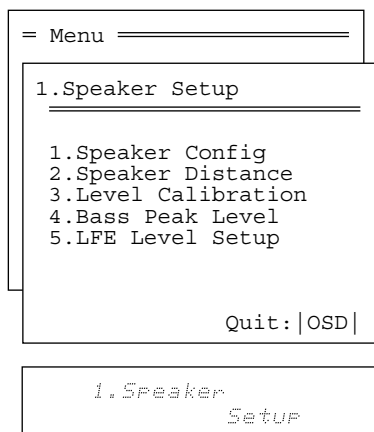 = Menu
1.Speaker Setup
1.Speaker Config
2.Speaker Distance
3.Level Calibration
4.Bass Peak Level
5.LFE Level Setup
Quit:|OSD|
1.Speaker
Setup